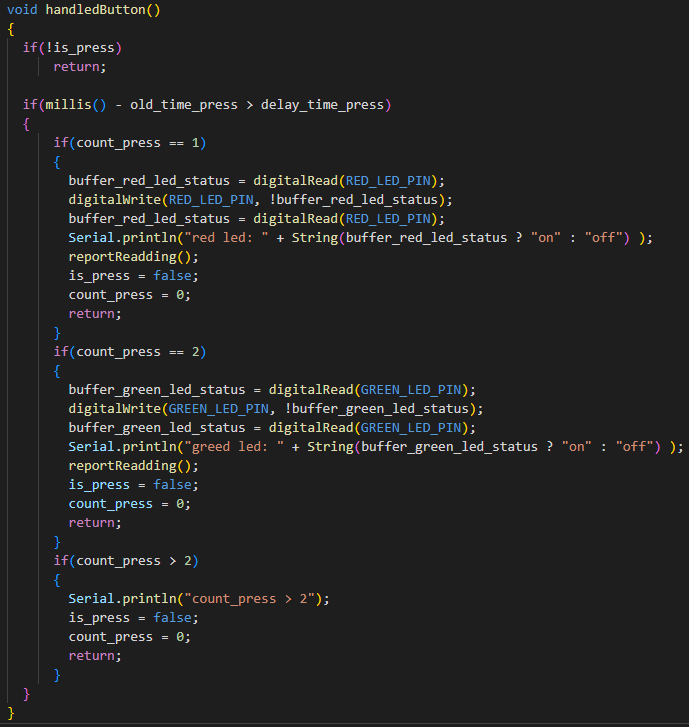 void handledButton()
{
  if(!is_press)
      return;

  if(millis() - old_time_press > delay_time_press)
  {
      if(count_press == 1)
      {
        buffer_red_led_status = digitalRead(RED_LED_PIN);
        digitalWrite(RED_LED_PIN, !buffer_red_led_status);
        buffer_red_led_status = digitalRead(RED_LED_PIN);
        Serial.println("red led: " + String(buffer_red_led_status ? "on" : "off") );
        reportReadding();
        is_press = false;
        count_press = 0;
        return;
      }
      if(count_press == 2)
      {
        buffer_green_led_status = digitalRead(GREEN_LED_PIN);
        digitalWrite(GREEN_LED_PIN, !buffer_green_led_status);
        buffer_green_led_status = digitalRead(GREEN_LED_PIN);
        Serial.println("greed led: " + String(buffer_green_led_status ? "on" : "off") );
        reportReadding();
        is_press = false;
        count_press = 0;
        return;
      }
      if(count_press > 2)
      {
        Serial.println("count_press > 2");
        is_press = false;
        count_press = 0;
        return;
      }
  }
}